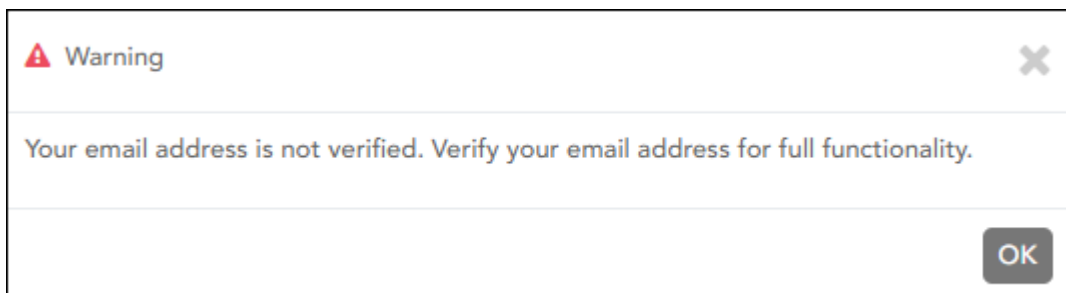 Warning
Your email address is not verified. Verify your email address for full functionality.
OK